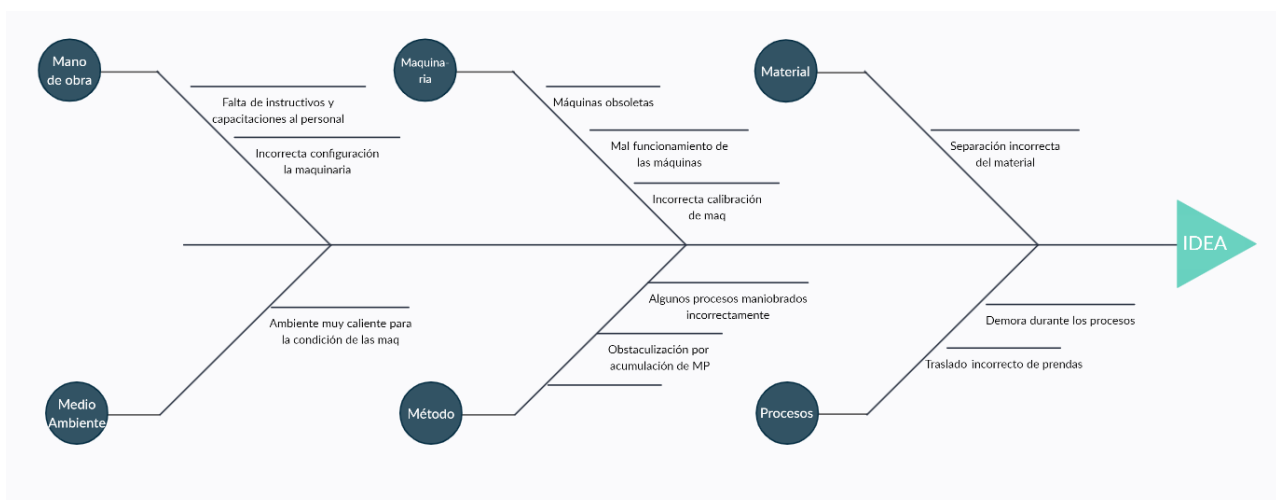 Mano
de obra
Falta de instructivos y
capacitaciones al personal
Incorrecta configuración
la maquinaria
Maquina-
ria
Máquinas obsoletas
Mal funcionamiento de
las máquinas
Incorrecta calibración
de maq
Material
Separación incorrecta
del material
IDEA
Medio
Ambiente
Ambiente muy caliente para
la condición de las maq
Método
Algunos procesos maniobrados
incorrectamente
Obstaculización por
acumulación de MP
Procesos
Demora durante los procesos
Traslado incorrecto de prendas